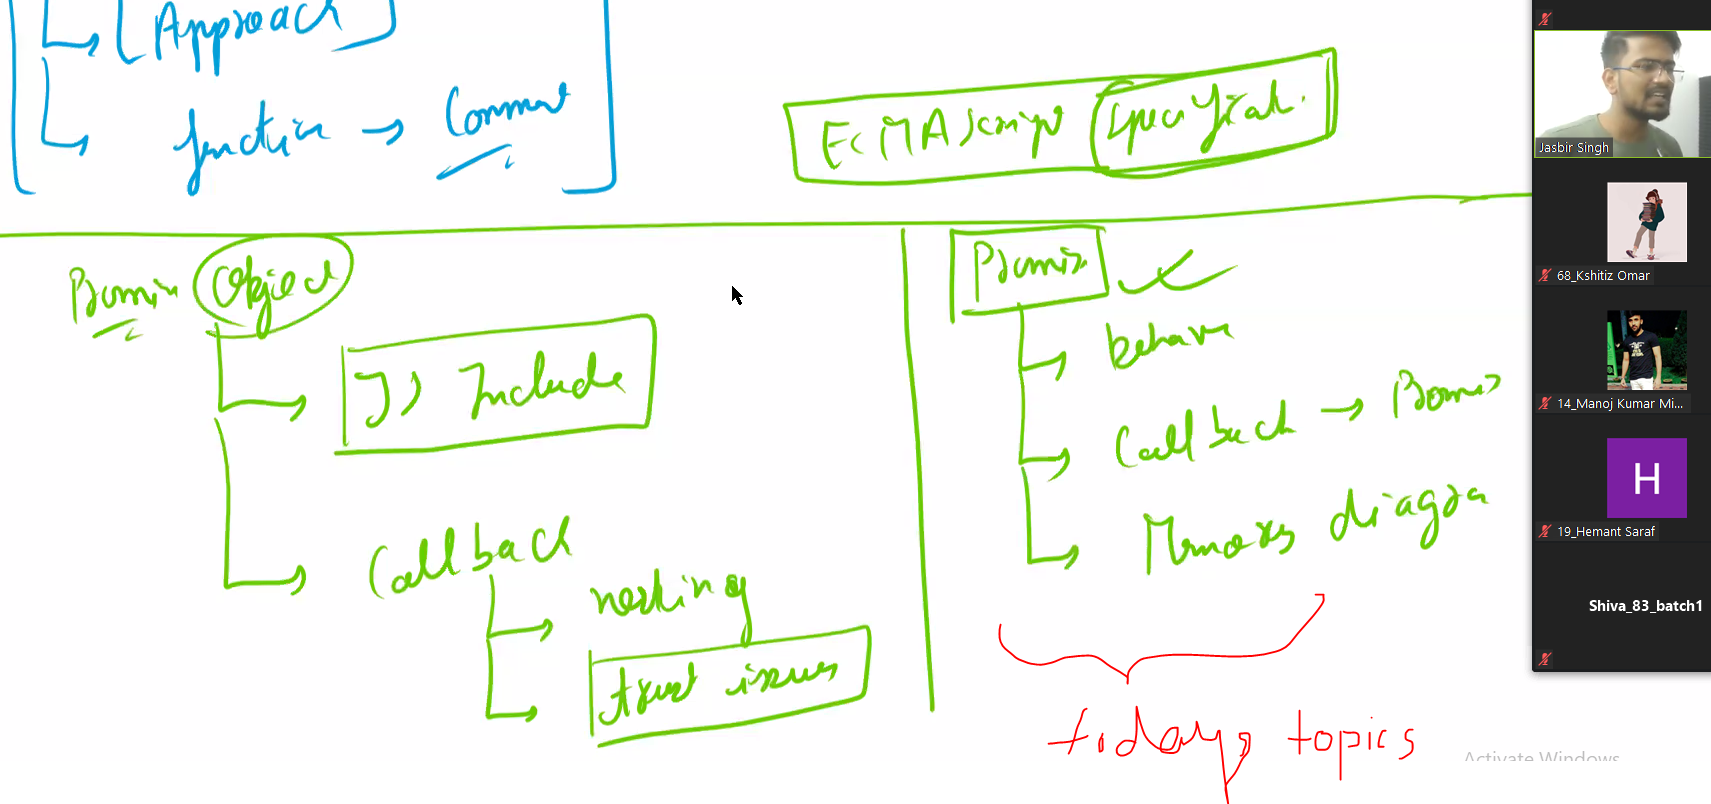 [Approach]
function → Comment
ECMAScript Specification
Promise Object
JS Include
Callback
nesting
trust issues
Promise
behave
Callback → Promise
Memory diagram
todays topics
Jasbir Singh
68_Kshitiz Omar
14_Manoj Kumar Mi...
H
19_Hemant Saraf
Shiva_83_batch1
Activate Windows